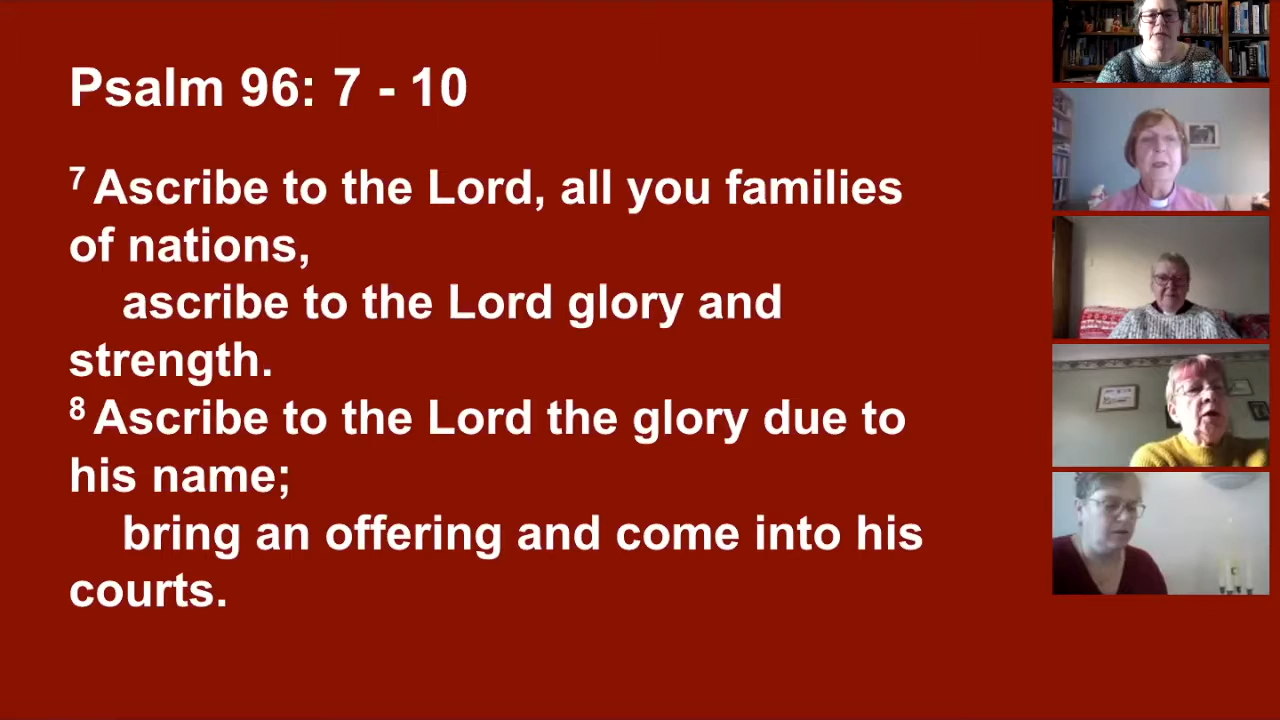 Psalm 96: 7 - 10
7 Ascribe to the Lord, all you families
of nations,
ascribe to the Lord glory and
strength.
8 Ascribe to the Lord the glory due to
his name;
bring an offering and come into his
courts.